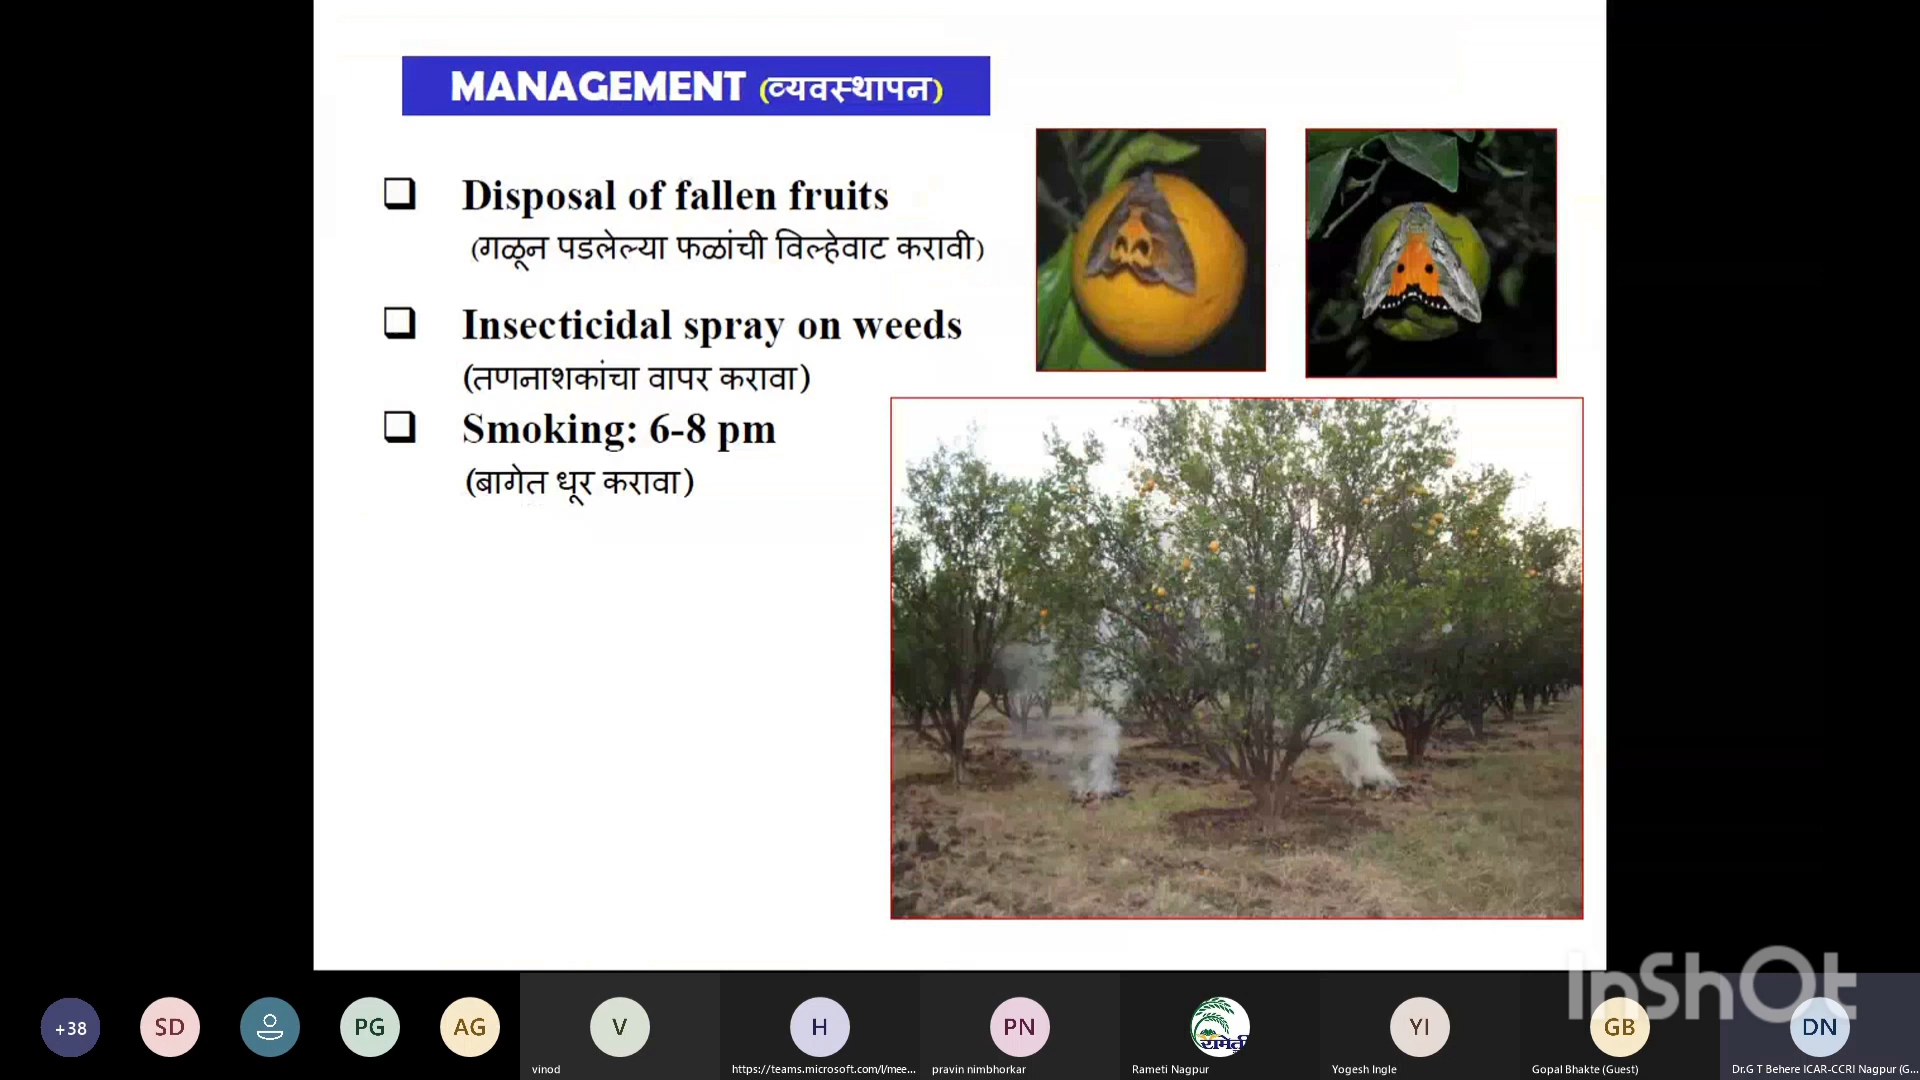 MANAGEMENT (व्यवस्थापन)
❑ Disposal of fallen fruits
(गळून पडलेल्या फळांची विल्हेवाट करावी)
❑ Insecticidal spray on weeds
(तणनाशकांचा वापर करावा)
❑ Smoking: 6-8 pm
(बागेत धूर करावा)
InShOt
+38
SD
PG
AG
V
H
PN
रामेती
YI
GB
DN
vinod
https://teams.microsoft.com/l/mee...
pravin nimbhorkar
Rameti Nagpur
Yogesh Ingle
Gopal Bhakte (Guest)
Dr.G T Behere ICAR-CCRI Nagpur (G...